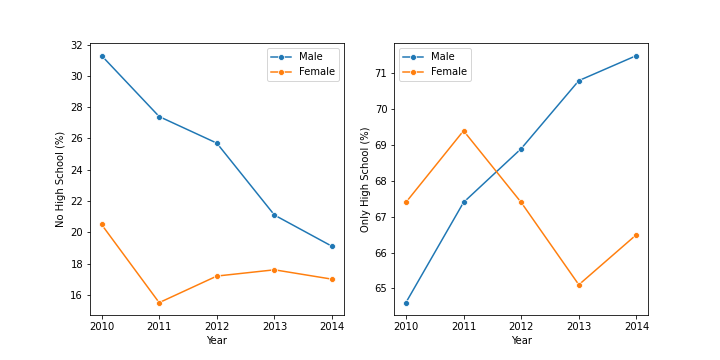 No High School (%)
32
30
28
26
24
22
20
18
16
Male
Female
2010 2011 2012 2013 2014
Year
Only High School (%)
71
70
69
68
67
66
65
Male
Female
2010 2011 2012 2013 2014
Year